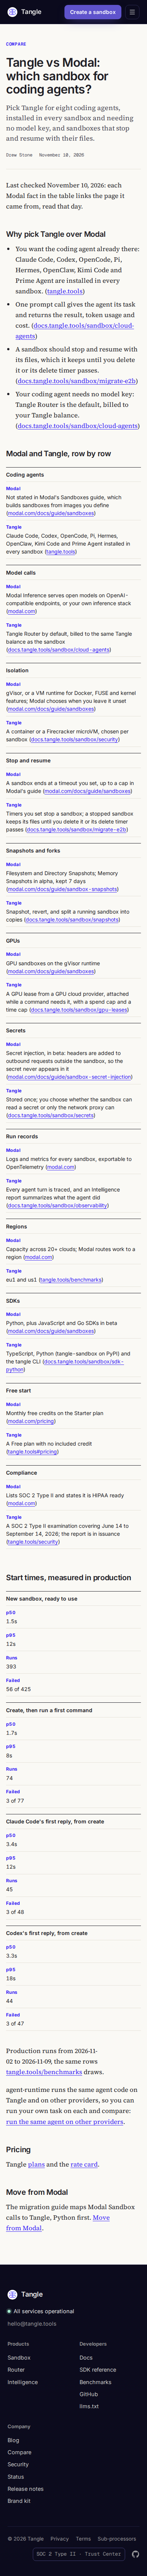 Tangle
Create a sandbox
COMPARE
Tangle vs Modal:
which sandbox for
coding agents?
Pick Tangle for long coding agents,
instant sandboxes on demand and needing
Drew Stone November 10, 2026
Last checked November 10, 2026: each
Modal fact in the table links the page it
came from, read that day.
Why pick Tangle over Modal
You want the coding agent already there:
Claude Code, Codex, OpenCode, Pi,
Hermes, OpenClaw, Kimi Code and
Prime Agent are installed in every
sandbox. (tangle.tools)
One prompt call gives the agent its task
and returns the result, token usage and
cost. (docs.tangle.tools/sandbox/cloud-
agents)
A sandbox should stop and resume with
its files, and stopped ones keep it until
you delete it or its delete timer passes.
(docs.tangle.tools/sandbox/migrate-e2b)
Your coding agent needs no model key:
Tangle Router is the default, billed to
your Tangle balance.
(docs.tangle.tools/sandbox/cloud-agents)
Modal and Tangle, row by row
Coding agents
Modal
Not stated in Modal's Sandboxes guide, which
builds sandboxes from images you define
(modal.com/docs/guide/sandboxes)
Tangle
Claude Code, Codex, OpenCode, Pi, Hermes,
OpenClaw, Kimi Code and Prime Agent installed in
every sandbox (tangle.tools)
Model calls
Modal
Modal Inference serves open models on OpenAI-
compatible endpoints, or your own inference stack
(modal.com)
Tangle
Tangle Router by default, billed to the same Tangle
balance as the sandbox
(docs.tangle.tools/sandbox/cloud-agents)
Isolation
Modal
gVisor, or a VM runtime for Docker, FUSE and kernel
features; Modal chooses when you leave it unset
(modal.com/docs/guide/sandboxes)
Tangle
A container or a Firecracker microVM, chosen per
sandbox (docs.tangle.tools/sandbox/security)
Stop and resume
Modal
A sandbox ends at a timeout you set, up to a cap in
Modal's guide (modal.com/docs/guide/sandboxes)
Tangle
Timers you set stop a sandbox; a stopped sandbox
keeps its files until you delete it or its delete timer
passes (docs.tangle.tools/sandbox/migrate-e2b)
Snapshots and forks
Modal
Filesystem and Directory Snapshots; Memory
Snapshots in alpha, kept 7 days
(modal.com/docs/guide/sandbox-snapshots)
Tangle
Snapshot, revert, and split a running sandbox into
copies (docs.tangle.tools/sandbox/snapshots)
GPUs
Modal
GPU sandboxes on the gVisor runtime
(modal.com/docs/guide/sandboxes)
Tangle
A GPU lease from a GPU cloud provider, attached
while a command needs it, with a money cap and a
time cap (docs.tangle.tools/sandbox/gpu-leases)
Secrets
Modal
Secret injection, in beta: headers are added to
outbound requests outside the sandbox, so the
secret never appears in it
(modal.com/docs/guide/sandbox-secret-injection)
Tangle
Stored once; you choose whether the sandbox can
read a secret or only the network proxy can
(docs.tangle.tools/sandbox/secrets)
Run records
Modal
Logs and metrics for every sandbox, exportable to
OpenTelemetry (modal.com)
Tangle
Every agent turn is traced, and an Intelligence
report summarizes what the agent did
(docs.tangle.tools/sandbox/observability)
Regions
Modal
Capacity across 20+ clouds; Modal routes work to
a region (modal.com)
Tangle
eu1 and us1 (tangle.tools/benchmarks)
SDKs
Modal
Python, plus JavaScript and Go SDKs in beta
(modal.com/docs/guide/sandboxes)
Tangle
TypeScript, Python (tangle-sandbox on PyPI) and
the tangle CLI (docs.tangle.tools/sandbox/sdk-
python)
Free start
Modal
Monthly free credits on the Starter plan
(modal.com/pricing)
Tangle
A Free plan with no included credit
(tangle.tools#pricing)
Compliance
Modal
Lists SOC 2 Type II and states it is HIPAA ready
(modal.com)
Tangle
A SOC 2 Type II examination covering June 14 to
September 14, 2026; the report is in issuance
(tangle.tools/security)
Start times, measured in production
New sandbox, ready to use
p50
1.5s
p95
12s
Runs
393
Failed
56 of 425
Create, then run a first command
p50
1.7s
p95
8s
Runs
74
Failed
3 of 77
Claude Code's first reply, from create
p50
3.4s
p95
12s
Runs
45
Failed
3 of 48
Codex's first reply, from create
p50
3.3s
p95
18s
Runs
44
Failed
3 of 47
Production runs from 2026-11-
02 to 2026-11-09, the same rows
tangle.tools/benchmarks draws.
agent-runtime runs the same agent code on
Tangle and on other providers, so you can
run your own task on each and compare:
run the same agent on other providers.
Pricing
Tangle plans and the rate card.
Move from Modal
The migration guide maps Modal Sandbox
calls to Tangle, Python first. Move
from Modal.
Tangle
All services operational
hello@tangle.tools
Products
Developers
Sandbox
Docs
Router
SDK reference
Intelligence
Benchmarks
GitHub
llms.txt
Company
Blog
Compare
Security
Status
Release notes
Brand kit
© 2026 Tangle Privacy Terms Sub-processors
SOC 2 Type II · Trust Center